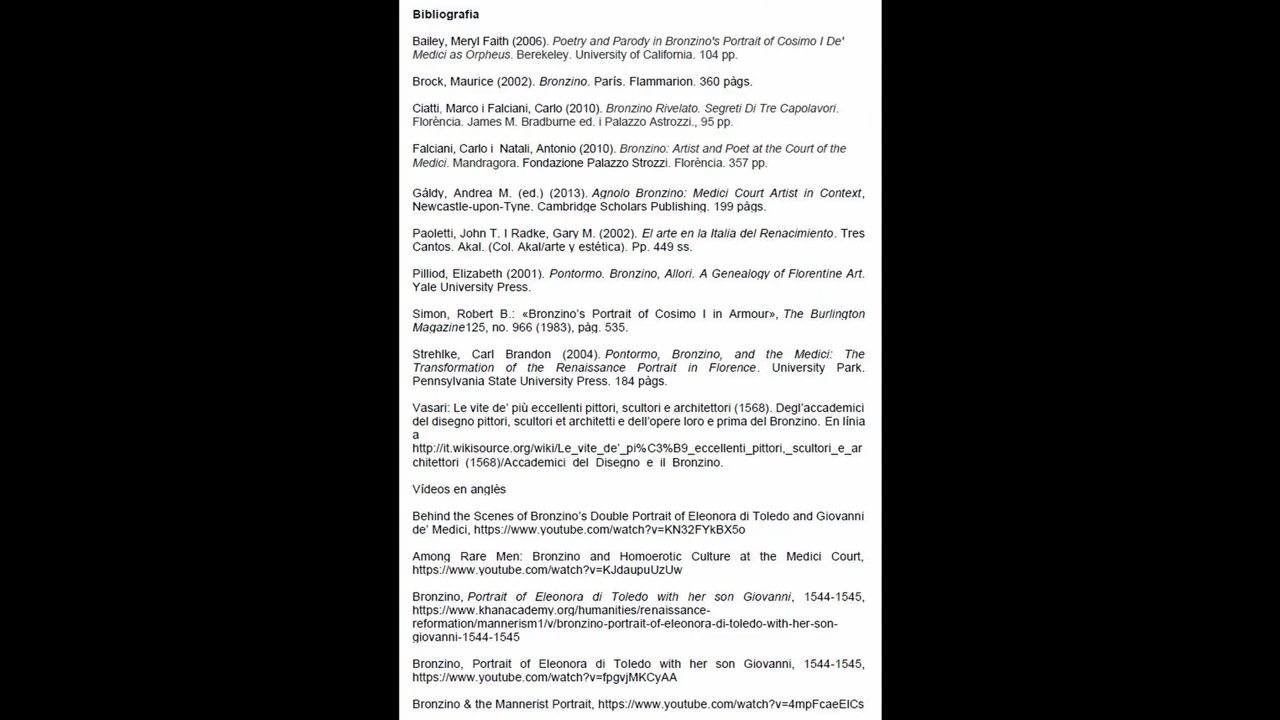 Bibliografia
Bailey, Meryl Faith (2006). Poetry and Parody in Bronzino's Portrait of Cosimo I De'
Medici as Orpheus. Berekeley. University of California. 104 pp.
Brock, Maurice (2002). Bronzino. París. Flammarion. 360 pàgs.
Ciatti, Marco i Falciani, Carlo (2010). Bronzino Rivelato. Segreti Di Tre Capolavori.
Florència. James M. Bradburne ed. i Palazzo Astrozzi., 95 pp.
Falciani, Carlo i Natali, Antonio (2010). Bronzino: Artist and Poet at the Court of the
Medici. Mandragora. Fondazione Palazzo Strozzi. Florència. 357 pp.
Gáldy, Andrea M. (ed.) (2013). Agnolo Bronzino: Medici Court Artist in Context,
Newcastle-upon-Tyne. Cambridge Scholars Publishing. 199 pàgs.
Paoletti, John T. I Radke, Gary M. (2002). El arte en la Italia del Renacimiento. Tres
Cantos. Akal. (Col. Akal/arte y estética). Pp. 449 ss.
Pilliod, Elizabeth (2001). Pontormo. Bronzino, Allori. A Genealogy of Florentine Art.
Yale University Press.
Simon, Robert B.: «Bronzino's Portrait of Cosimo I in Armour», The Burlington
Magazine125, no. 966 (1983), pàg. 535.
Strehlke, Carl Brandon (2004). Pontormo, Bronzino, and the Medici: The
Transformation of the Renaissance Portrait in Florence. University Park.
Pennsylvania State University Press. 184 pàgs.
Vasari: Le vite de' più eccellenti pittori, scultori e architettori (1568). Degl'accademici
del disegno pittori, scultori et architetti e dell'opere loro e prima del Bronzino. En línia
a
http://it.wikisource.org/wiki/Le_vite_de'_pi%C3%B9_eccellenti_pittori,_scultori_e_ar
chitettori (1568)/Accademici del Disegno e il Bronzino.
Vídeos en anglès
Behind the Scenes of Bronzino's Double Portrait of Eleonora di Toledo and Giovanni
de' Medici, https://www.youtube.com/watch?v=KN32FYkBX5o
Among Rare Men: Bronzino and Homoerotic Culture at the Medici Court,
https://www.youtube.com/watch?v=KJdaupuUzUw
Bronzino, Portrait of Eleonora di Toledo with her son Giovanni, 1544-1545,
https://www.khanacademy.org/humanities/renaissance-
reformation/mannerism1/v/bronzino-portrait-of-eleonora-di-toledo-with-her-son-
giovanni-1544-1545
Bronzino, Portrait of Eleonora di Toledo with her son Giovanni, 1544-1545,
https://www.youtube.com/watch?v=fpgvjMKCyAA
Bronzino & the Mannerist Portrait, https://www.youtube.com/watch?v=4mpFcaeEICs